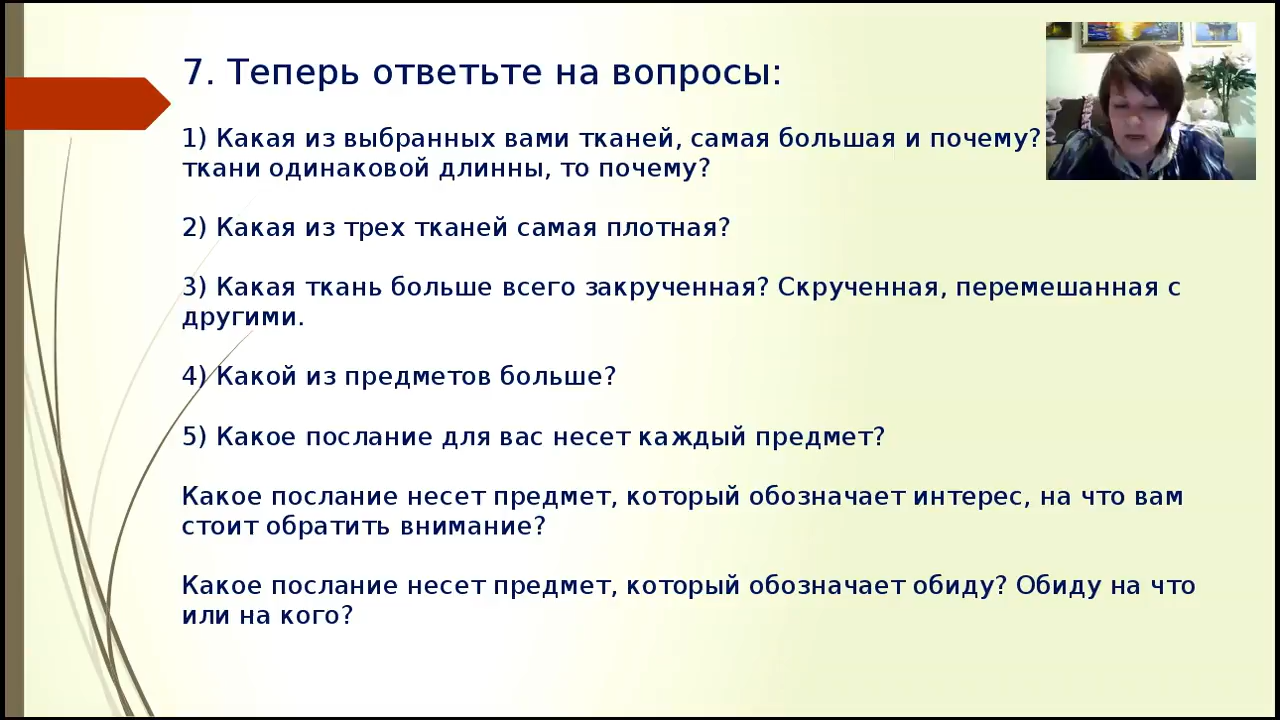 7. Теперь ответьте на вопросы:
1) Какая из выбранных вами тканей, самая большая и почему?
ткани одинаковой длинны, то почему?
2) Какая из трех тканей самая плотная?
3) Какая ткань больше всего закрученная? Скрученная, перемешанная с
другими.
4) Какой из предметов больше?
5) Какое послание для вас несет каждый предмет?
Какое послание несет предмет, который обозначает интерес, на что вам
стоит обратить внимание?
Какое послание несет предмет, который обозначает обиду? Обиду на что
или на кого?